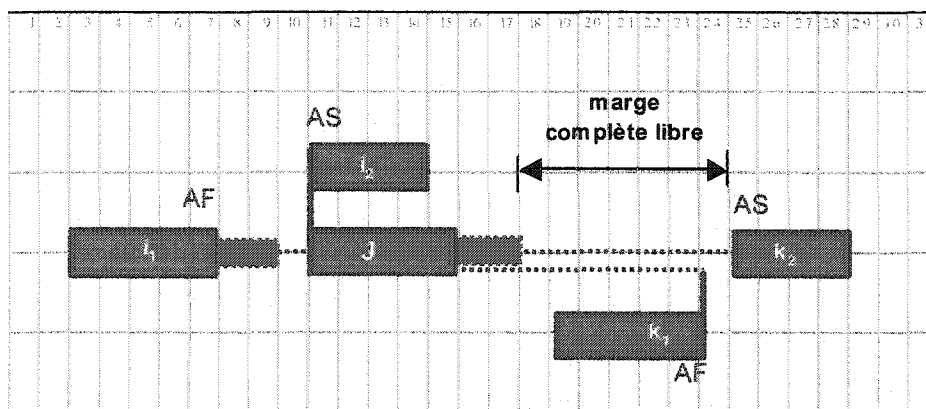 1 2 3 4 5 6 7 8 9 10 11 12 13 14 15 16 17 18 19 20 21 22 23 24 25 26 27 28 29 30 3
marge
complète libre
AS
i₂
AF
AS
i₁
J
k₂
k₁
AF